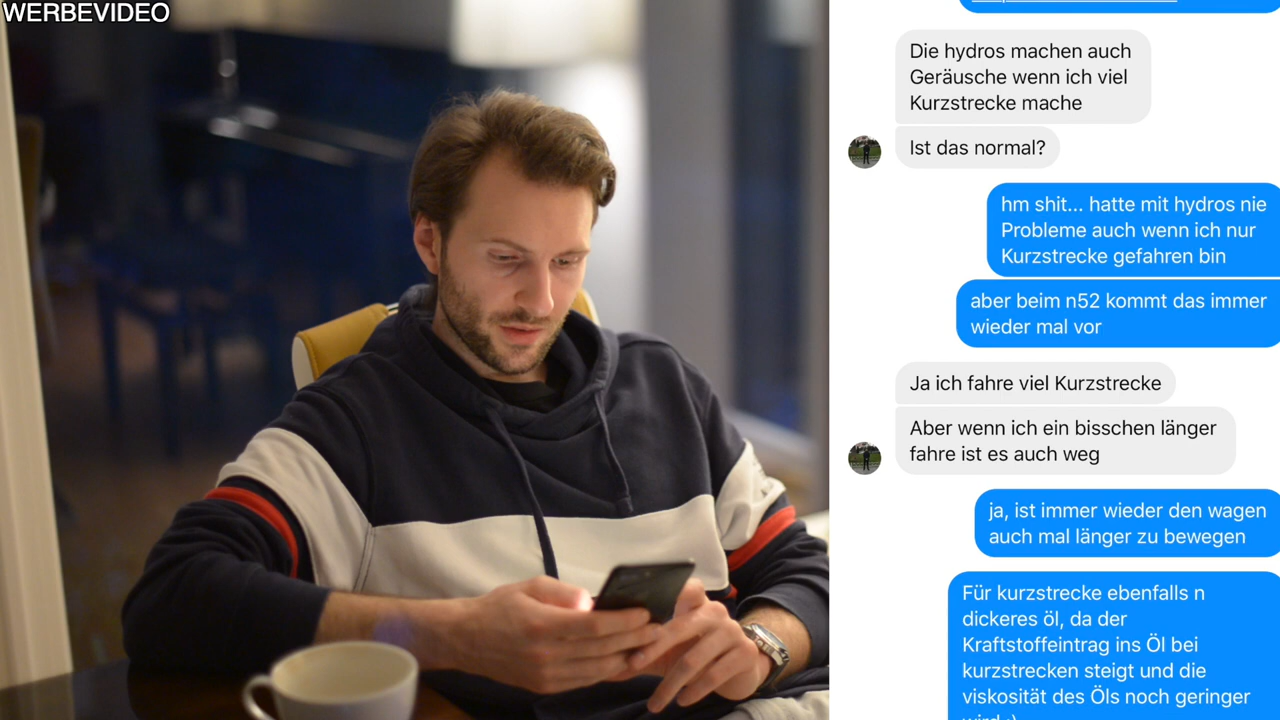 WERBEVIDEO
Die hydros machen auch
Geräusche wenn ich viel
Kurzstrecke mache
Ist das normal?
hm shit... hatte mit hydros nie
Probleme auch wenn ich nur
Kurzstrecke gefahren bin
aber beim n52 kommt das immer
wieder mal vor
Ja ich fahre viel Kurzstrecke
Aber wenn ich ein bisschen länger
fahre ist es auch weg
ja, ist immer wieder den wagen
auch mal länger zu bewegen
Für kurzstrecke ebenfalls n
dickeres öl, da der
Kraftstoffeintrag ins Öl bei
kurzstrecken steigt und die
viskosität des Öls noch geringer